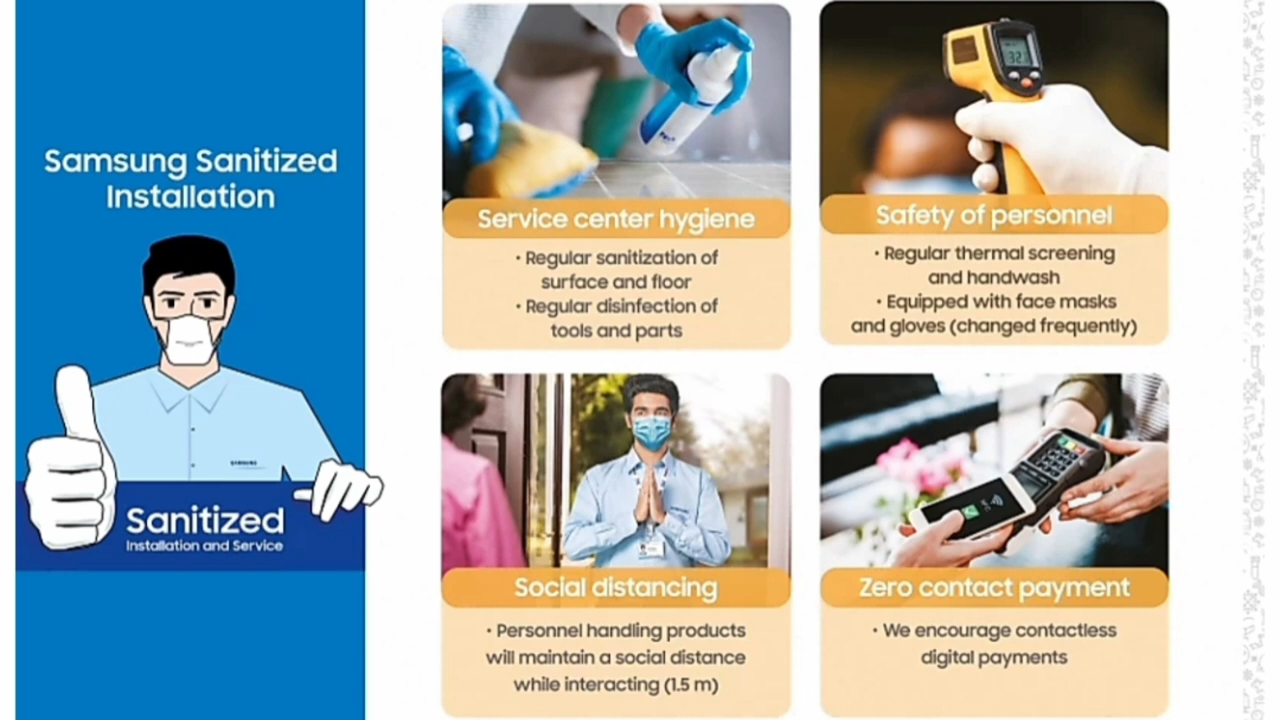 Samsung Sanitized
Installation
SAMSUNG
Sanitized
Installation and Service
Service center hygiene
• Regular sanitization of
surface and floor
• Regular disinfection of
tools and parts
Safety of personnel
• Regular thermal screening
and handwash
• Equipped with face masks
and gloves (changed frequently)
Social distancing
• Personnel handling products
will maintain a social distance
while interacting (1.5 m)
Zero contact payment
• We encourage contactless
digital payments